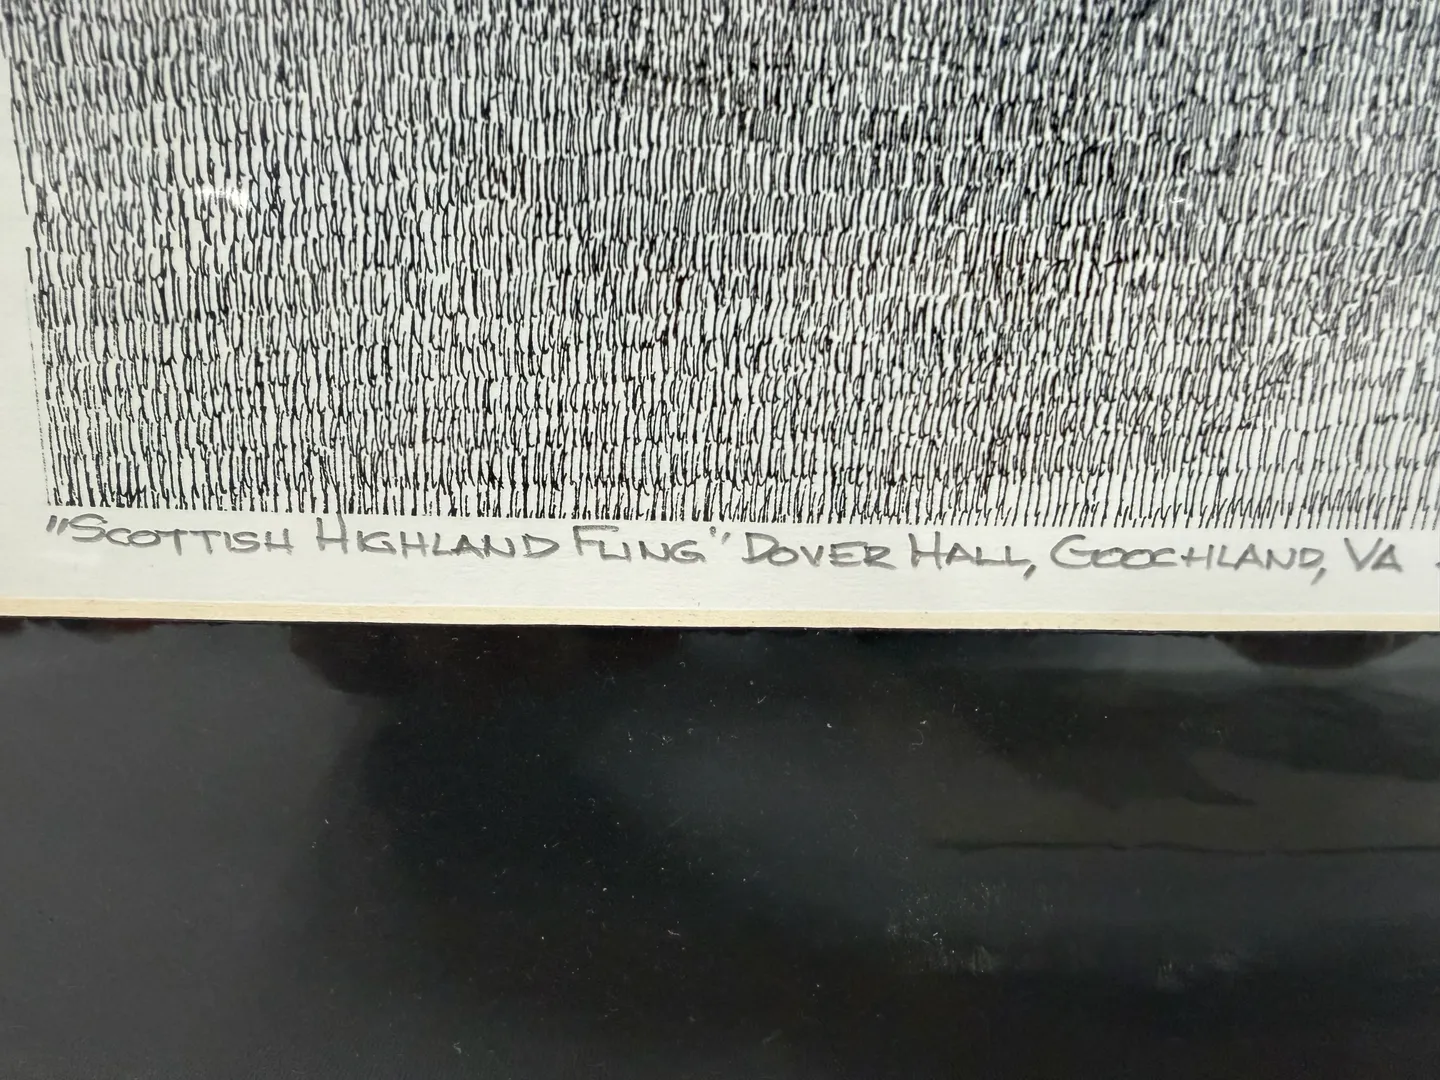 "SCOTTISH HIGHLAND FLING" DOVER HALL, GOOCHLAND, VA